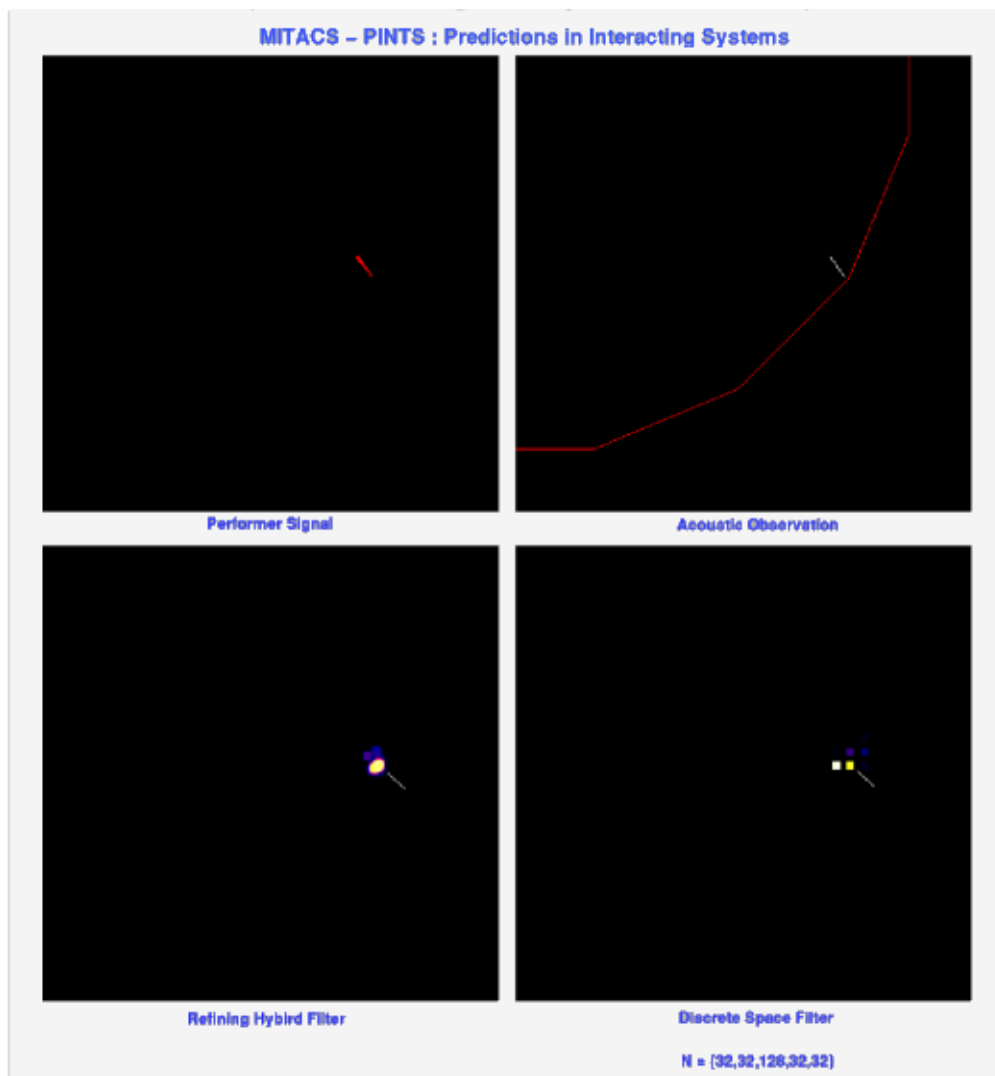 MITACS – PINTS : Predictions in Interacting Systems
Performer Signal
Acoustic Observation
Refining Hybird Filter
Discrete Space Filter
N = {32,32,128,32,32}